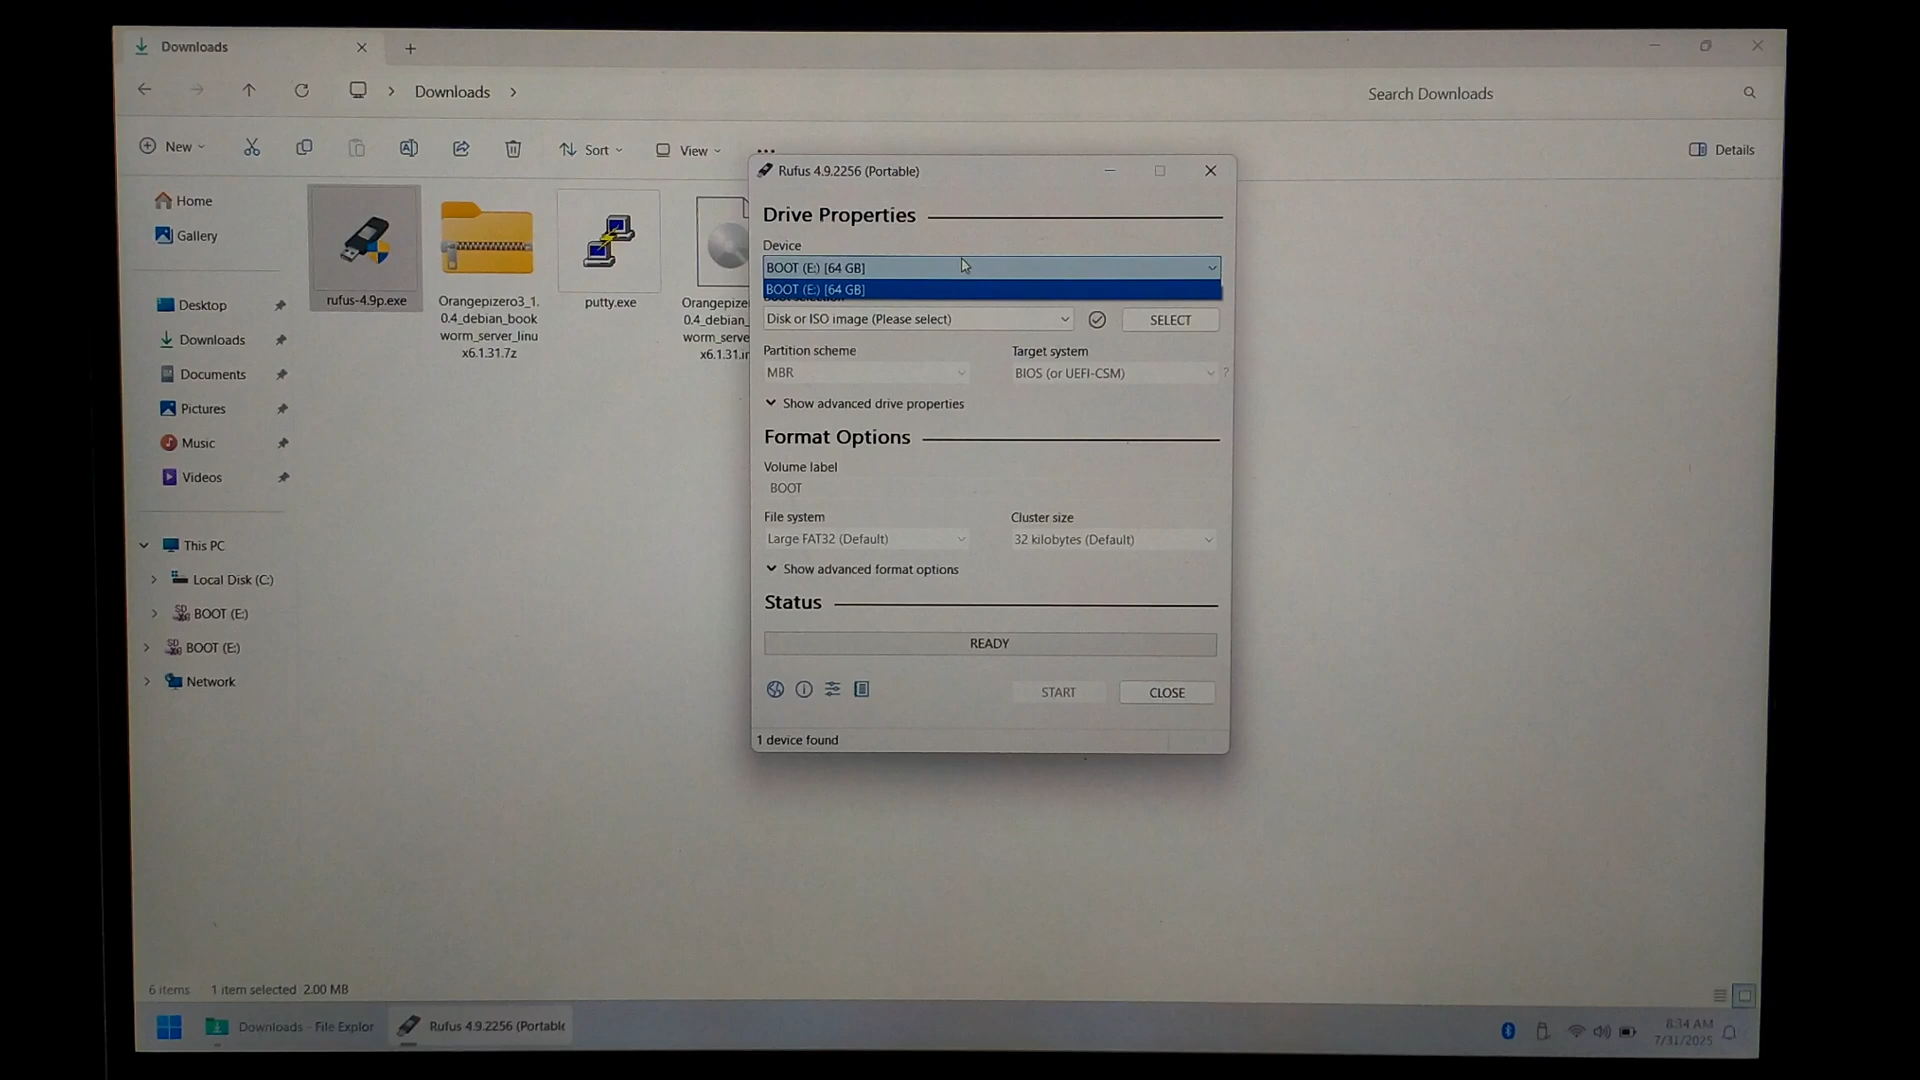 Downloads
Downloads
Search Downloads
New
Sort
View
Details
Home
Gallery
Desktop
Downloads
Documents
Pictures
Music
Videos
This PC
Local Disk (C:)
BOOT (E:)
BOOT (E:)
Network
rufus-4.9p.exe
Orangepizero3_1.
0.4_debian_book
worm_server_linu
x6.1.31.7z
putty.exe
Orangepize
0.4_debian_
worm_serve
x6.1.31.i
Rufus 4.9.2256 (Portable)
Drive Properties
Device
BOOT (E:) [64 GB]
BOOT (E:) [64 GB]
Disk or ISO image (Please select)
SELECT
Partition scheme
Target system
MBR
BIOS (or UEFI-CSM)
?
Show advanced drive properties
Format Options
Volume label
BOOT
File system
Cluster size
Large FAT32 (Default)
32 kilobytes (Default)
Show advanced format options
Status
READY
START
CLOSE
1 device found
6 items
1 item selected 2.00 MB
Downloads - File Explor
Rufus 4.9.2256 (Portable
8:34 AM
7/31/2025